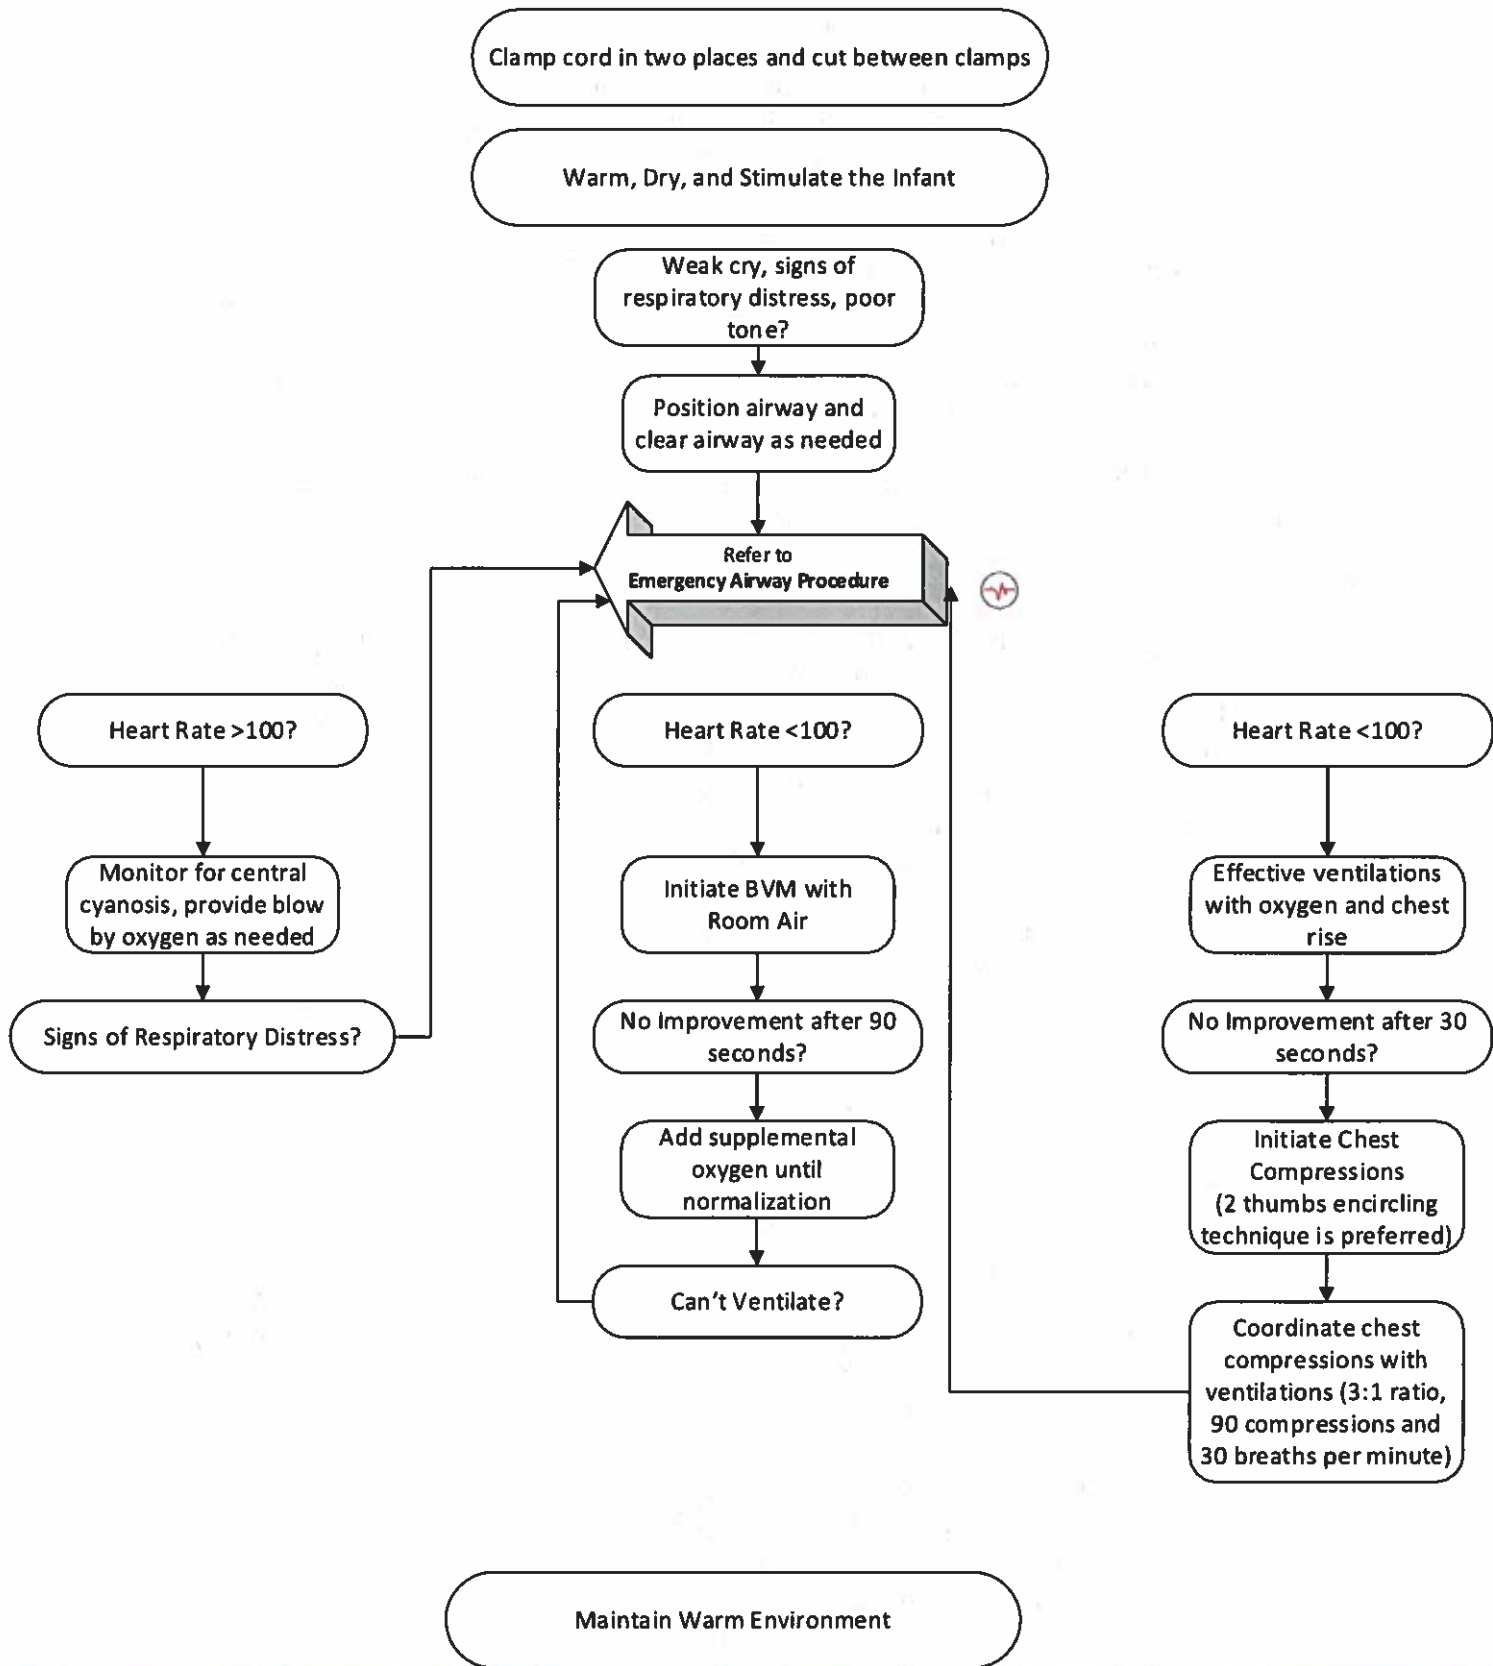 Clamp cord in two places and cut between clamps
Warm, Dry, and Stimulate the Infant
Weak cry, signs of
respiratory distress, poor
tone?
Position airway and
clear airway as needed
Refer to
Emergency Airway Procedure
Heart Rate >100?
Monitor for central
cyanosis, provide blow
by oxygen as needed
Signs of Respiratory Distress?
Heart Rate <100?
Initiate BVM with
Room Air
No Improvement after 90
seconds?
Add supplemental
oxygen until
normalization
Can't Ventilate?
Heart Rate <100?
Effective ventilations
with oxygen and chest
rise
No Improvement after 30
seconds?
Initiate Chest
Compressions
(2 thumbs encircling
technique is preferred)
Coordinate chest
compressions with
ventilations (3:1 ratio,
90 compressions and
30 breaths per minute)
Maintain Warm Environment